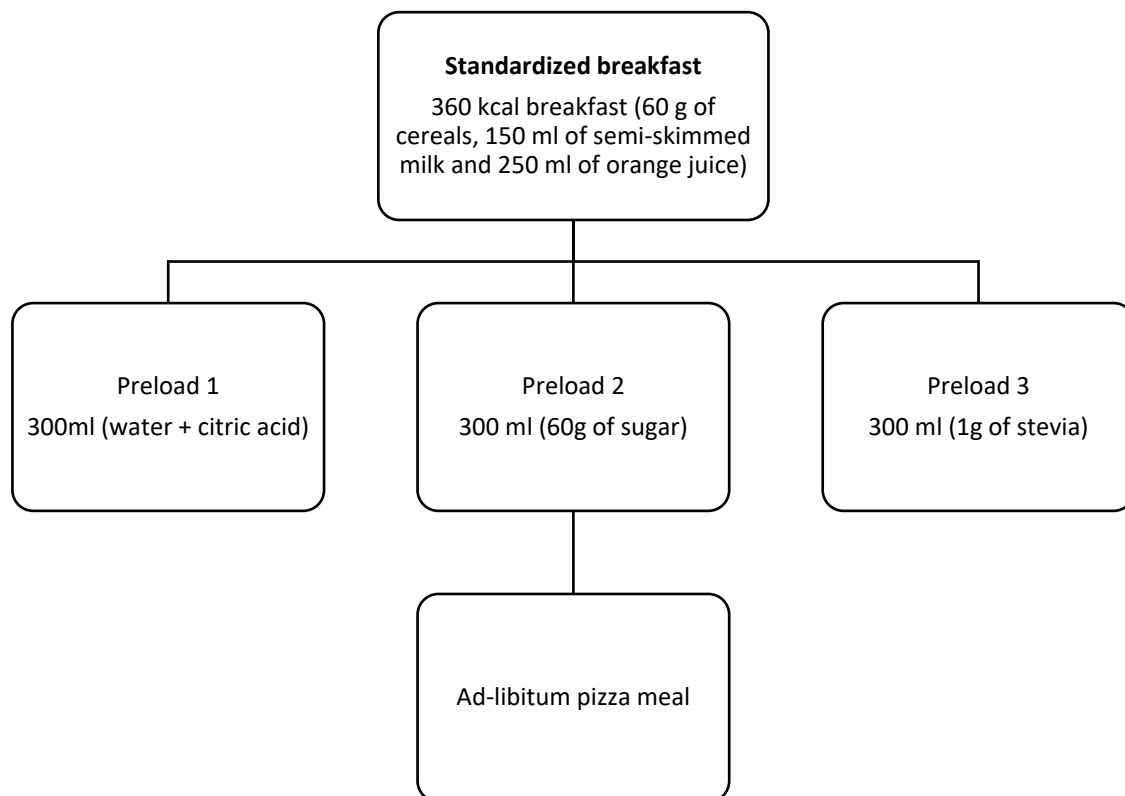 Standardized breakfast
360 kcal breakfast (60 g of
cereals, 150 ml of semi-skimmed
milk and 250 ml of orange juice)
Preload 1
300ml (water + citric acid)
Preload 2
300 ml (60g of sugar)
Preload 3
300 ml (1g of stevia)
Ad-libitum pizza meal